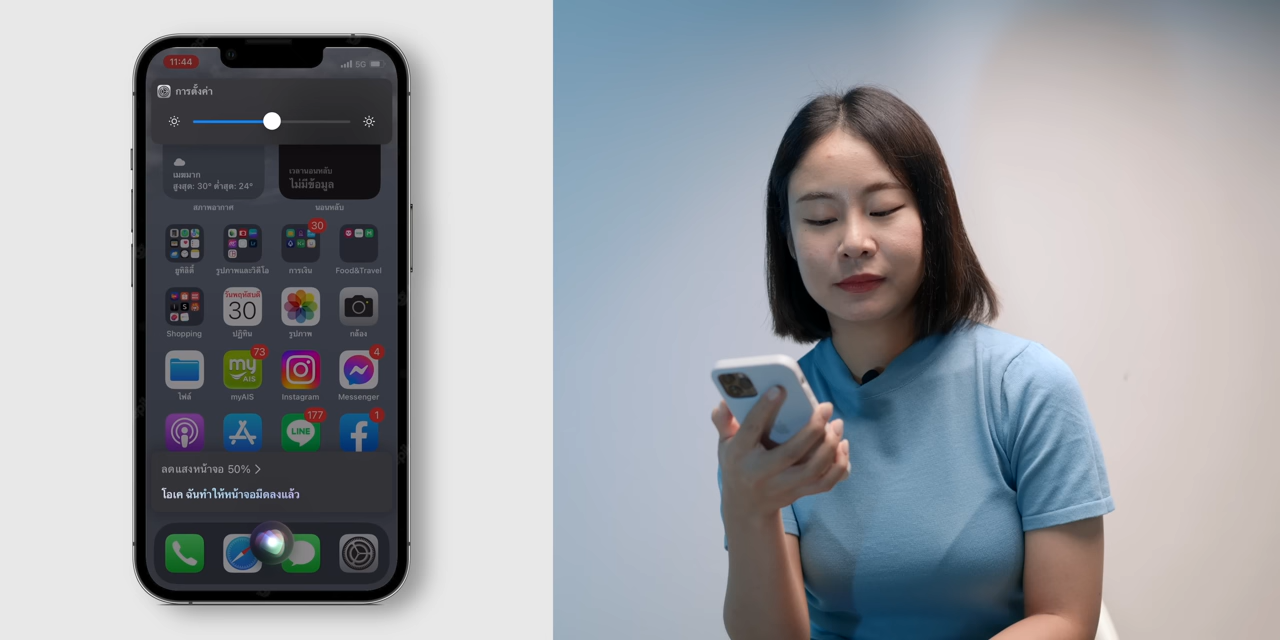 11:44
5G
การตั้งค่า
เมฆมาก
สูงสุด: 30° ต่ำสุด: 24°
สภาพอากาศ
เวลานอนหลับ
ไม่มีข้อมูล
นอนหลับ
30
ยูทิลิตี้
รูปภาพและวิดีโอ
การเงิน
Food&Travel
วันพฤหัสบดี
30
Shopping
ปฏิทิน
รูปภาพ
กล้อง
73
4
my
AIS
ไฟล์
myAIS
Instagram
Messenger
177
1
LINE
ลดแสงหน้าจอ 50% >
โอเค ฉันทำให้หน้าจอมืดลงแล้ว